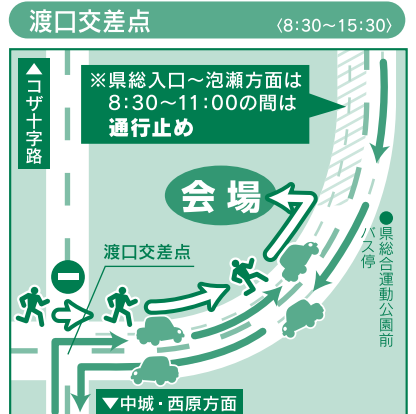 渡口交差点
〈8:30〜15:30〉
▲コザ十字路
※県総入口〜泡瀬方面は
8:30〜11:00の間は
通行止め
会場
●県総合運動公園前
バス停
渡口交差点
▼中城・西原方面